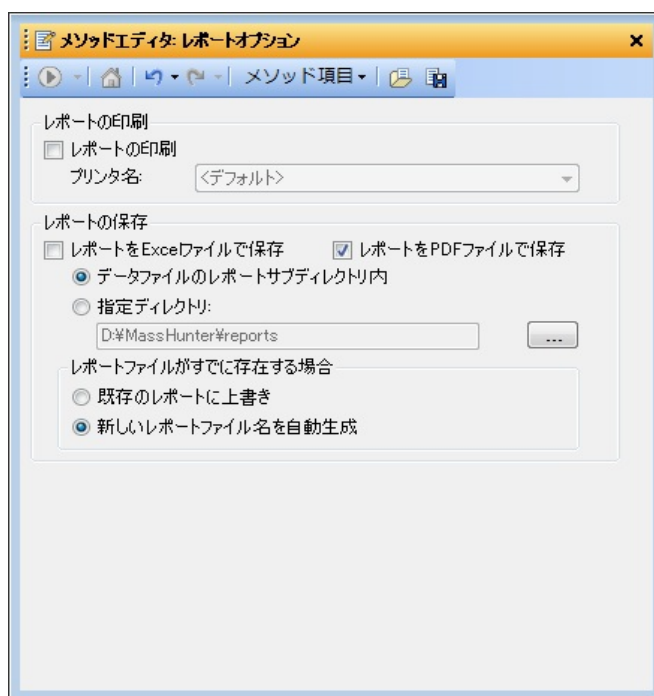 メソッドエディタ: レポートオプション
メソッド項目
レポートの印刷
レポートの印刷
プリンタ名: <デフォルト>
レポートの保存
レポートをExcelファイルで保存 レポートをPDFファイルで保存
データファイルのレポートサブディレクトリ内
指定ディレクトリ:
D:¥MassHunter¥reports ...
レポートファイルがすでに存在する場合
既存のレポートに上書き
新しいレポートファイル名を自動生成